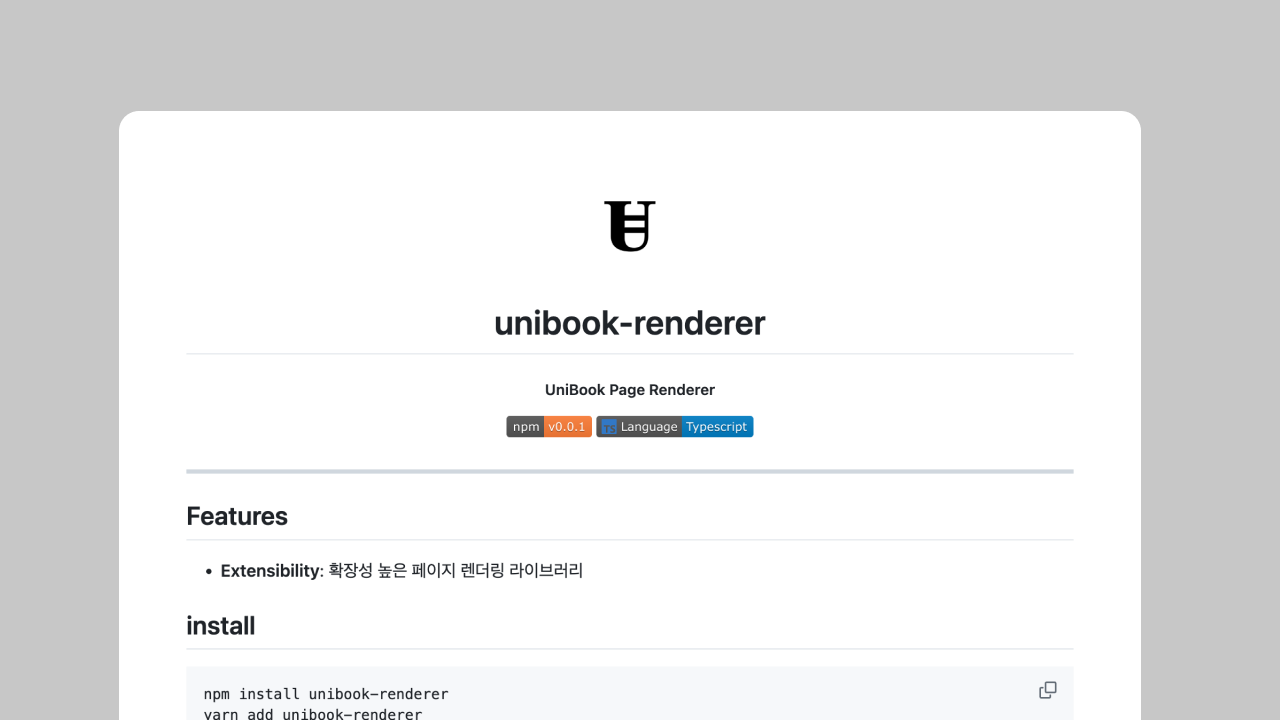 unibook-renderer
UniBook Page Renderer
npm v0.0.1 TS Language Typescript
Features
• Extensibility: 확장성 높은 페이지 렌더링 라이브러리
install
npm install unibook-renderer
yarn add unibook-renderer